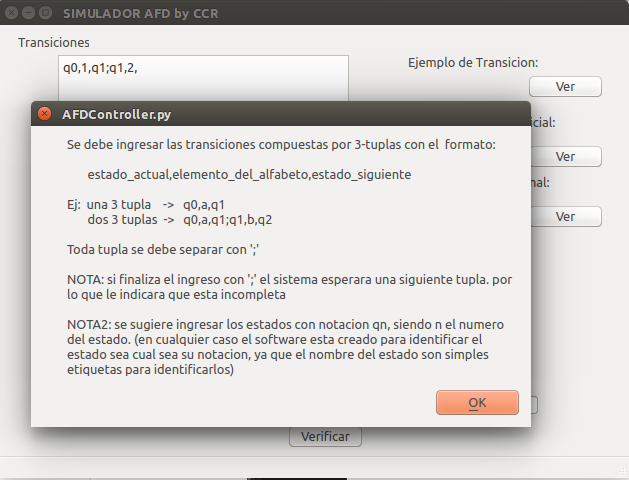 SIMULADOR AFD by CCR
Transiciones
q0,1,q1;q1,2,
Ejemplo de Transicion:
Ver
AFDController.py
cial:
Ver
nal:
Ver
Se debe ingresar las transiciones compuestas por 3-tuplas con el formato:
estado_actual,elemento_del_alfabeto,estado_siguiente
Ej: una 3 tupla -> q0,a,q1
dos 3 tuplas -> q0,a,q1;q1,b,q2
Toda tupla se debe separar con ';'
NOTA: si finaliza el ingreso con ';' el sistema esperara una siguiente tupla. por
lo que le indicara que esta incompleta
NOTA2: se sugiere ingresar los estados con notacion qn, siendo n el numero
del estado. (en cualquier caso el software esta creado para identificar el
estado sea cual sea su notacion, ya que el nombre del estado son simples
etiquetas para identificarlos)
OK
Verificar